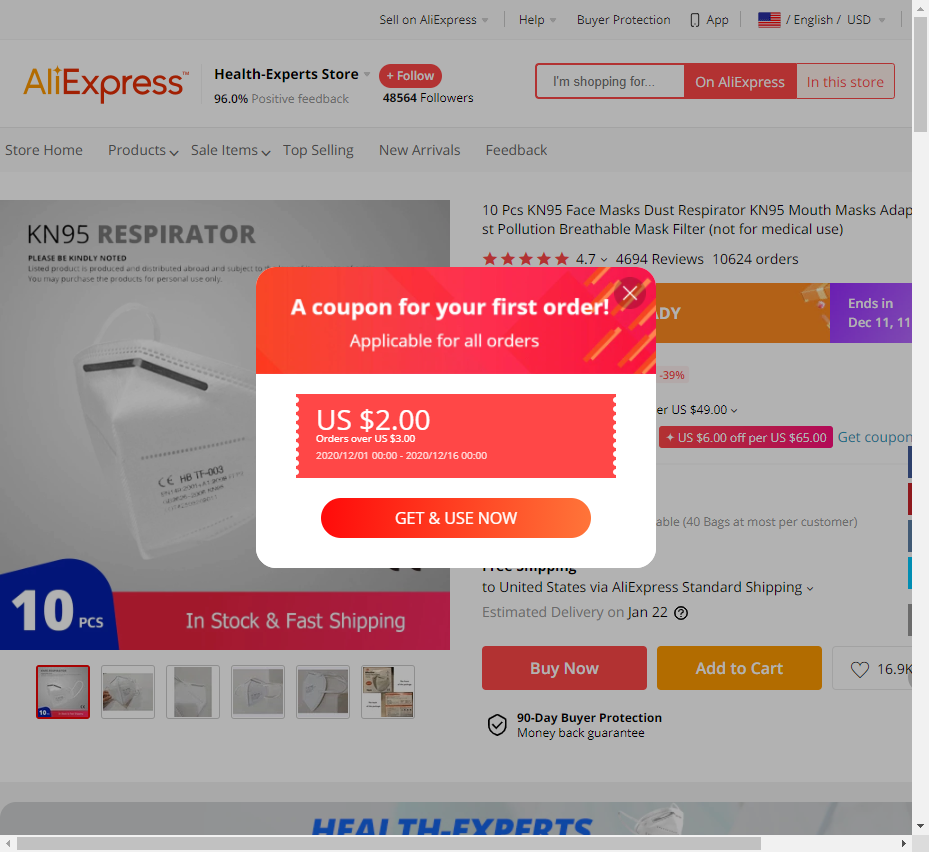 Sell on AliExpress
Help
Buyer Protection
App
/ English / USD
AliExpress™
Health-Experts Store
+ Follow
96.0% Positive feedback
48564 Followers
I'm shopping for...
On AliExpress
In this store
Store Home
Products
Sale Items
Top Selling
New Arrivals
Feedback
KN95 RESPIRATOR
PLEASE BE KINDLY NOTED
Listed product is produced and distributed abroad and subject to
You may purchase the products for personal use only.
CE HB TF-003
10 PCS
In Stock & Fast Shipping
10 Pcs KN95 Face Masks Dust Respirator KN95 Mouth Masks Adap
st Pollution Breathable Mask Filter (not for medical use)
4.7
4694 Reviews
10624 orders
DY
Ends in
Dec 11, 11
-39%
er US $49.00
US $6.00 off per US $65.00
Get coupon
able (40 Bags at most per customer)
Free Shipping
to United States via AliExpress Standard Shipping
Estimated Delivery on Jan 22
Buy Now
Add to Cart
16.9K
90-Day Buyer Protection
Money back guarantee
A coupon for your first order!
Applicable for all orders
US $2.00
Orders over US $3.00
2020/12/01 00:00 - 2020/12/16 00:00
GET & USE NOW
HEALTH-EXPERTS